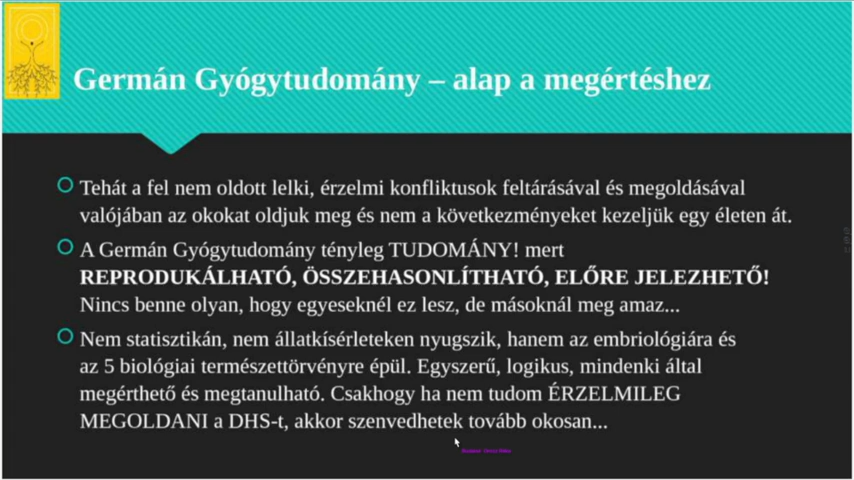 Germán Gyógytudomány – alap a megértéshez
Tehát a fel nem oldott lelki, érzelmi konfliktusok feltárásával és megoldásával
valójában az okokat oldjuk meg és nem a következményeket kezeljük egy életen át.
A Germán Gyógytudomány tényleg TUDOMÁNY! mert
REPRODUKÁLHATÓ, ÖSSZEHASONLÍTHATÓ, ELŐRE JELEZHETŐ!
Nincs benne olyan, hogy egyeseknél ez lesz, de másoknál meg amaz...
Nem statisztikán, nem állatkísérleteken nyugszik, hanem az embriológiára és
az 5 biológiai természettörvényre épül. Egyszerű, logikus, mindenki által
megérthető és megtanulható. Csakhogy ha nem tudom ÉRZELMILEG
MEGOLDANI a DHS-t, akkor szenvedhetek tovább okosan...